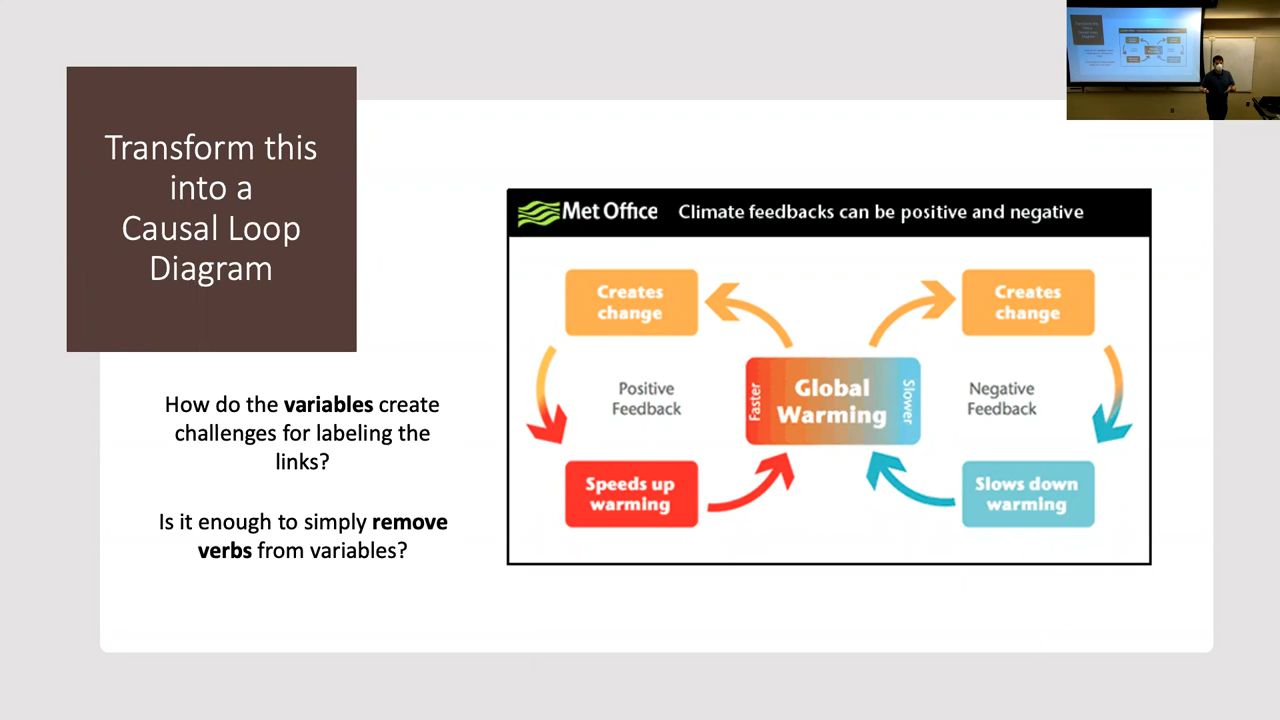 Transform this
into a
Causal Loop
Diagram
How do the variables create
challenges for labeling the
links?
Is it enough to simply remove
verbs from variables?
Met Office Climate feedbacks can be positive and negative
Creates
change
Positive
Feedback
Speeds up
warming
Faster
Global
Warming
Slower
Creates
change
Negative
Feedback
Slows down
warming